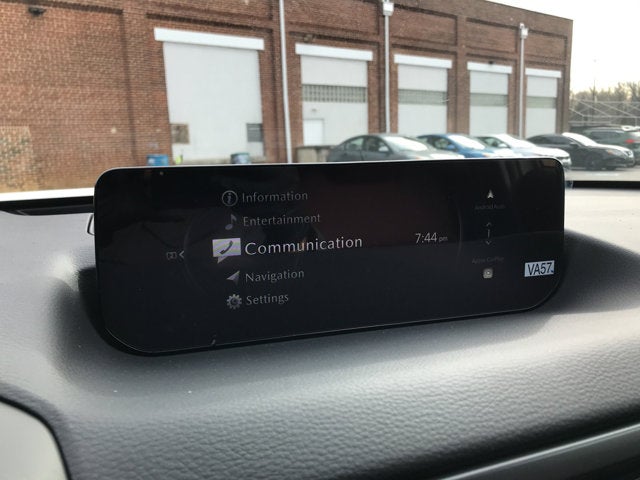 Information
Entertainment
Communication
Navigation
Settings
7:44 pm
Android Auto
Apple CarPlay
VA57